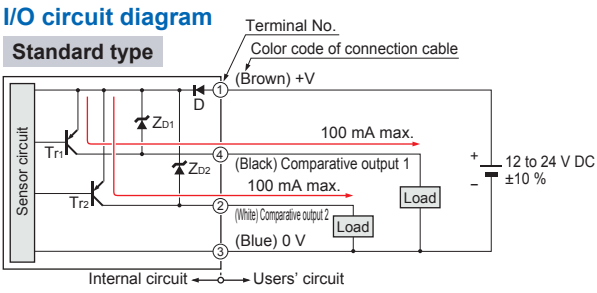 I/O circuit diagram
Standard type
Terminal No.
Color code of connection cable
1
(Brown) +V
D
ZD1
100 mA max.
Sensor circuit
Tr1
4
(Black) Comparative output 1
ZD2
100 mA max.
+
−
12 to 24 V DC
±10 %
Load
Tr2
2
(White) Comparative output 2
Load
3
(Blue) 0 V
Internal circuit
Users' circuit